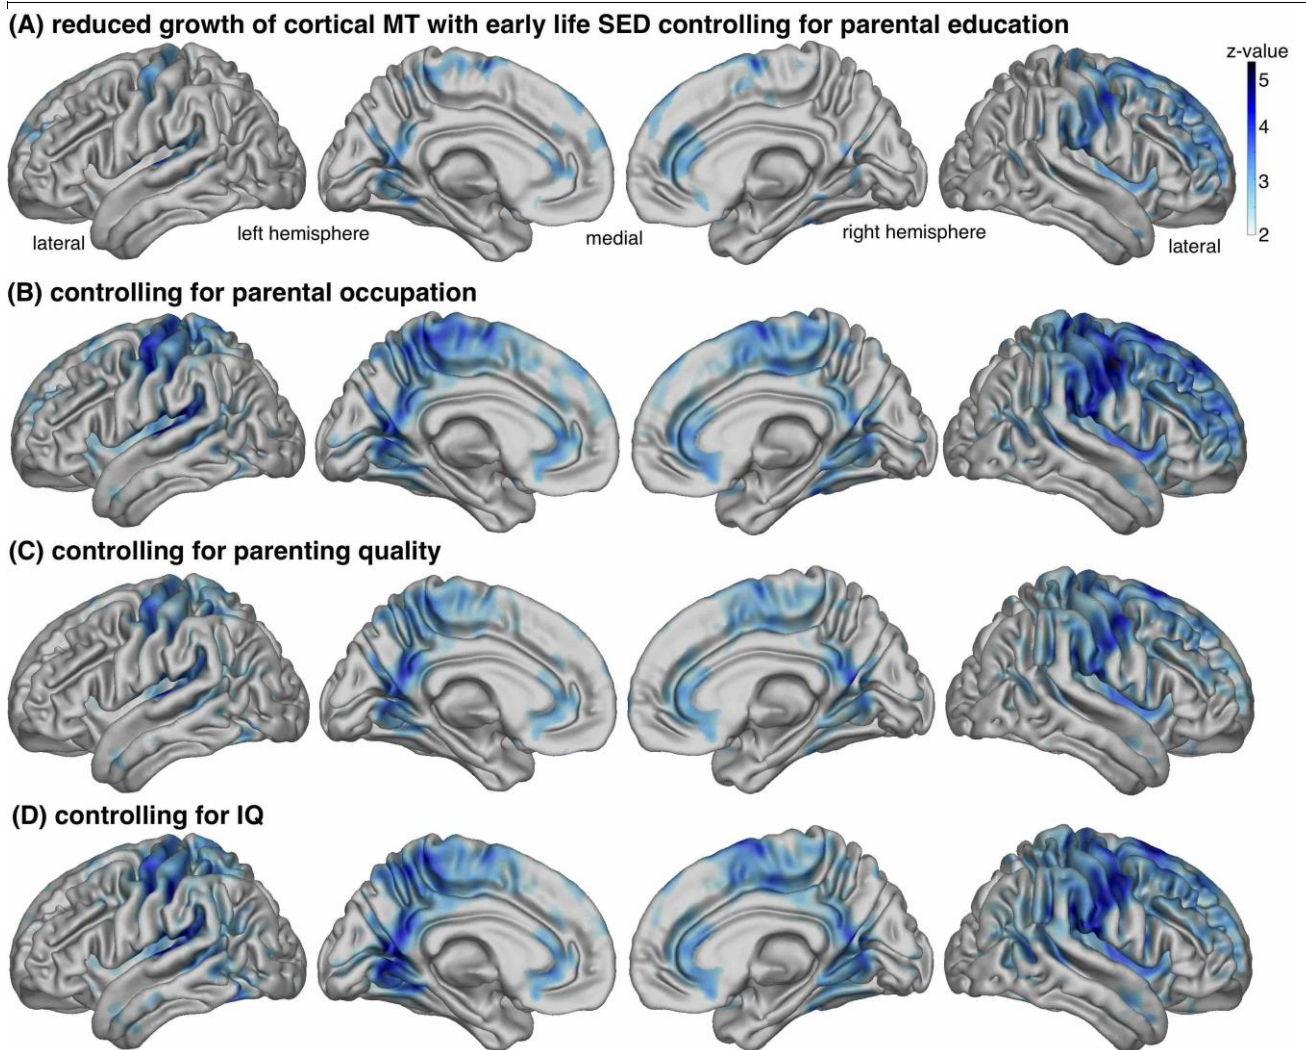 (A) reduced growth of cortical MT with early life SED controlling for parental education
z-value
5
4
3
2
lateral
left hemisphere
medial
right hemisphere
lateral
(B) controlling for parental occupation
(C) controlling for parenting quality
(D) controlling for IQ